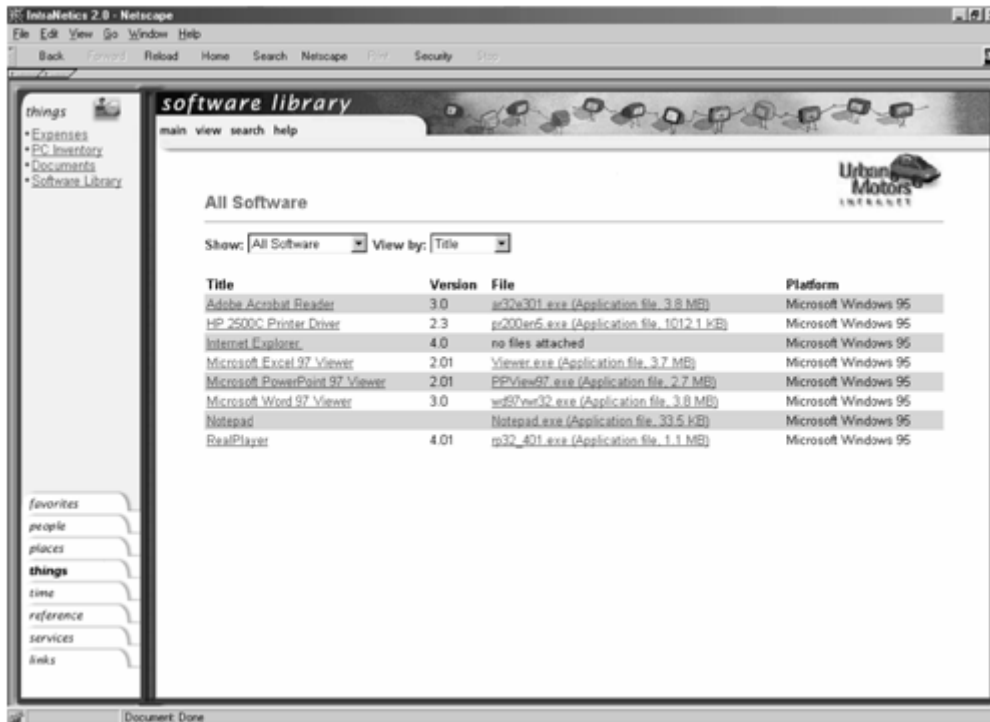 IntraNetics 2.0 - Netscape
File Edit View Go Window Help
Back Forward Reload Home Search Netscape Print Security Stop
things
Expenses
PC Inventory
Documents
Software Library
software library
main view search help
Urban Motors
INTRANET
All Software
Show: All Software View by: Title
Title Version File Platform
Adobe Acrobat Reader 3.0 ar32e301.exe (Application file, 3.8 MB) Microsoft Windows 95
HP 2500C Printer Driver 2.3 pr200en5.exe (Application file, 1012.1 KB) Microsoft Windows 95
Internet Explorer 4.0 no files attached Microsoft Windows 95
Microsoft Excel 97 Viewer 2.01 Viewer.exe (Application file, 3.7 MB) Microsoft Windows 95
Microsoft PowerPoint 97 Viewer 2.01 PPView97.exe (Application file, 2.7 MB) Microsoft Windows 95
Microsoft Word 97 Viewer 3.0 wd97vwr32.exe (Application file, 3.8 MB) Microsoft Windows 95
Notepad Notepad.exe (Application file, 33.5 KB) Microsoft Windows 95
RealPlayer 4.01 rp32_401.exe (Application file, 1.1 MB) Microsoft Windows 95
favorites
people
places
things
time
reference
services
links
Document: Done